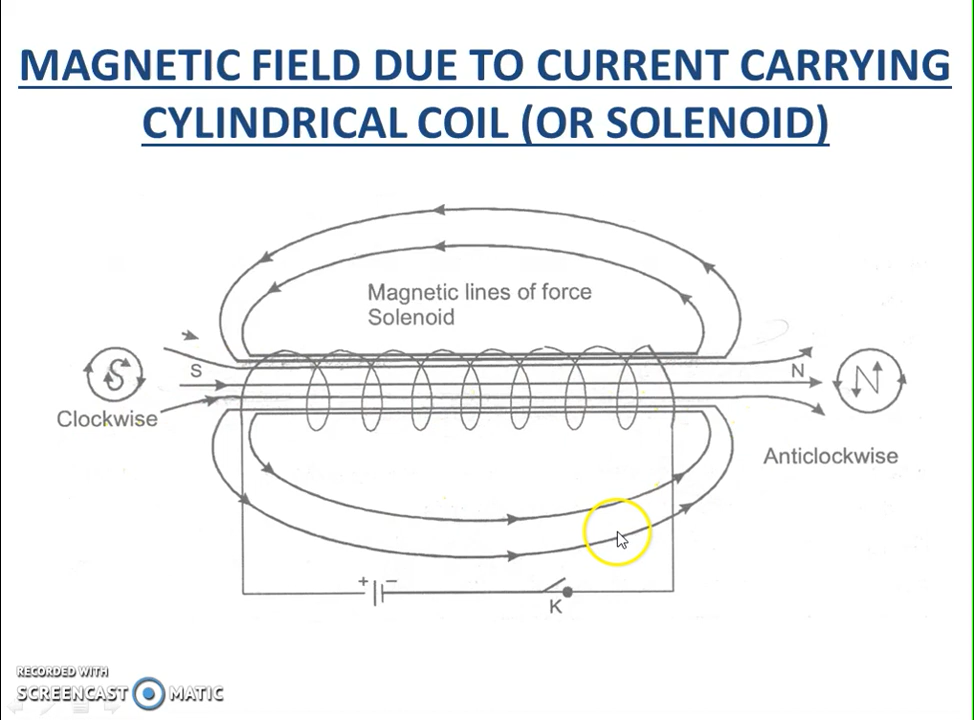 MAGNETIC FIELD DUE TO CURRENT CARRYING
CYLINDRICAL COIL (OR SOLENOID)
Magnetic lines of force
Solenoid
S
S
N
N
Clockwise
Anticlockwise
+
−
K
RECORDED WITH
SCREENCAST MATIC